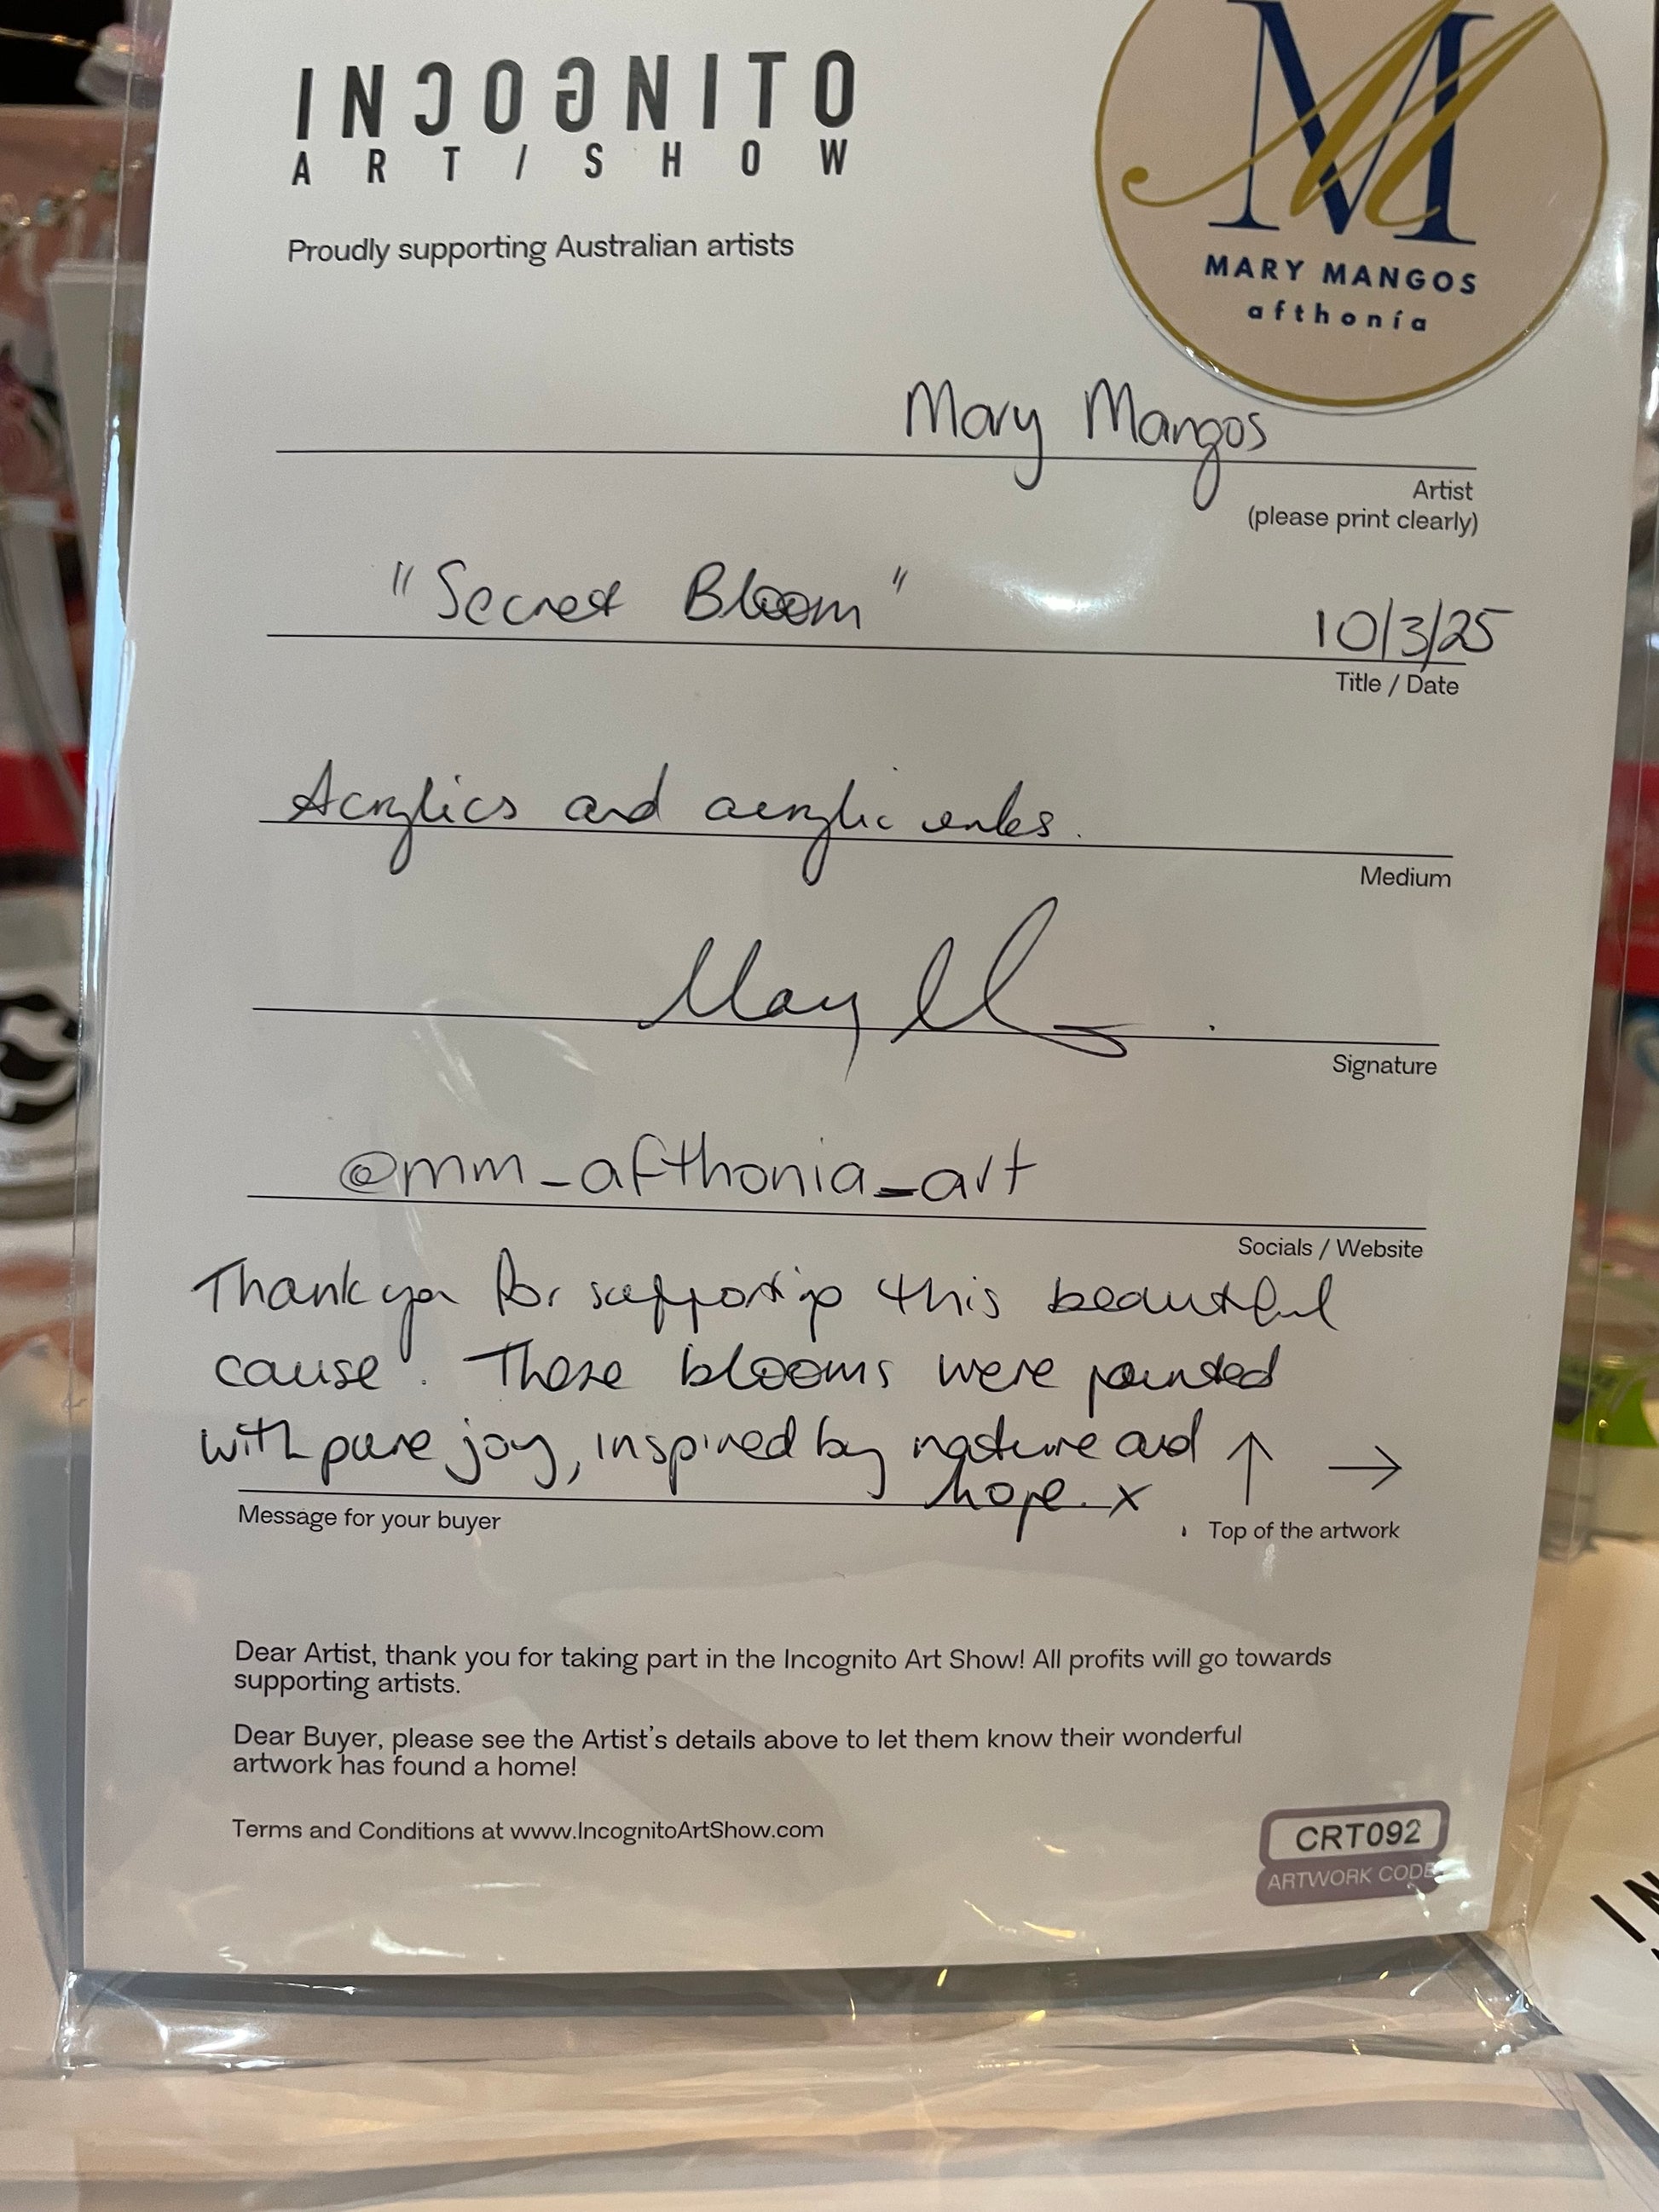 INCOGNITO
ART/SHOW
Proudly supporting Australian artists
M
MARY MANGOS
afthonía
Mary Mangos
Artist
(please print clearly)
"Secret Bloom" 10/3/25
Title / Date
Acrylics and acrylic inks.
Medium
Mary M
Signature
@mm_afthonia_art
Socials / Website
Thank you for supporting this beautiful
cause. These blooms were painted
with pure joy, inspired by nature and
hope. x
↑ →
Message for your buyer
Top of the artwork
Dear Artist, thank you for taking part in the Incognito Art Show! All profits will go towards
supporting artists.
Dear Buyer, please see the Artist's details above to let them know their wonderful
artwork has found a home!
Terms and Conditions at www.IncognitoArtShow.com
CRT092
ARTWORK CODE